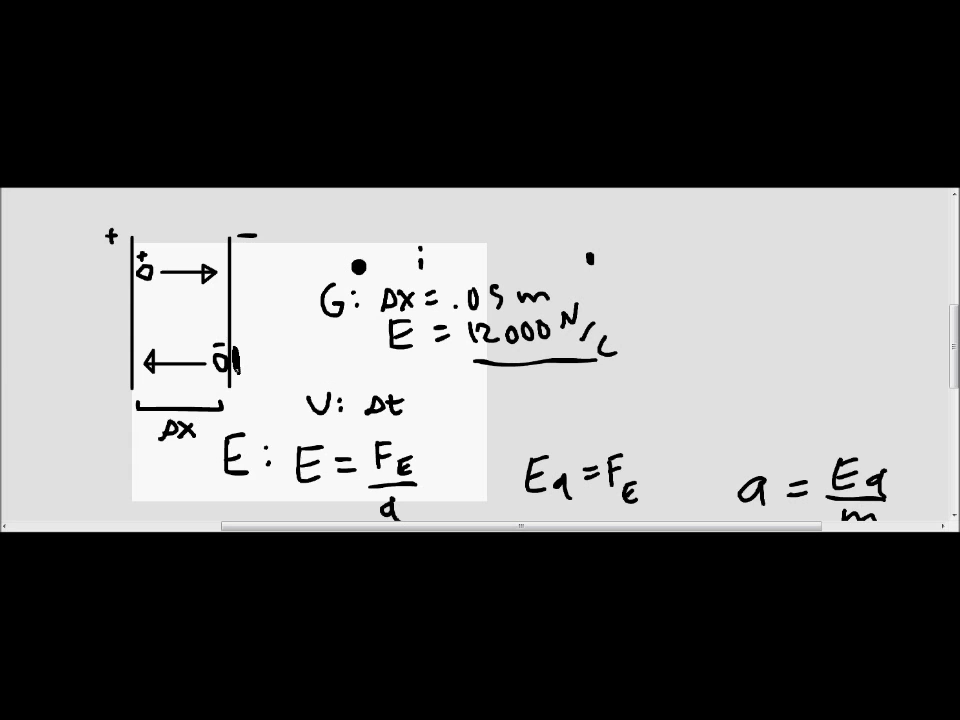 + −
+
G: Δx = .05 m
E = 12000 N/C
−
U: Δt
Δx
E: E = F_E/q
Eq = F_E
a = Eq/m